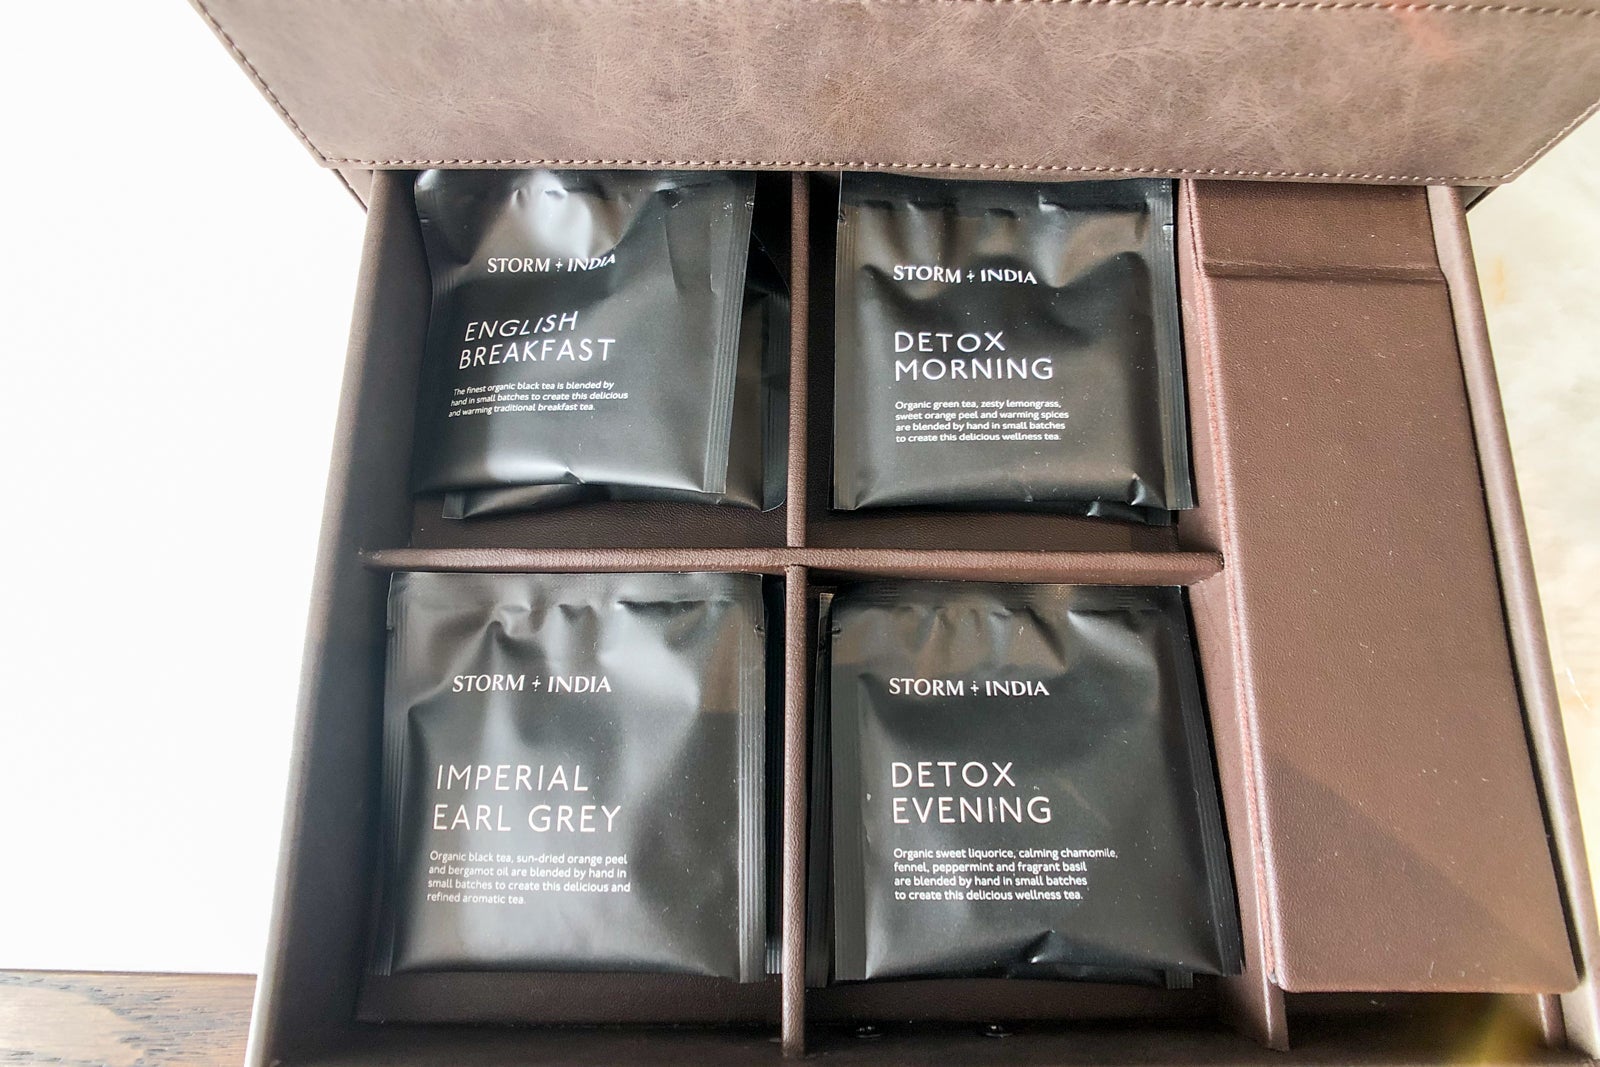 STORM + INDIA
ENGLISH
BREAKFAST
The finest organic black tea is blended by
hand in small batches to create this delicious
and warming traditional breakfast tea.
STORM + INDIA
DETOX
MORNING
Organic green tea, zesty lemongrass,
sweet orange peel and warming spices
are blended by hand in small batches
to create this delicious wellness tea.
STORM + INDIA
IMPERIAL
EARL GREY
Organic black tea, sun-dried orange peel
and bergamot oil are blended by hand in
small batches to create this delicious and
refined aromatic tea.
STORM + INDIA
DETOX
EVENING
Organic sweet liquorice, calming chamomile,
fennel, peppermint and fragrant basil
are blended by hand in small batches
to create this delicious wellness tea.